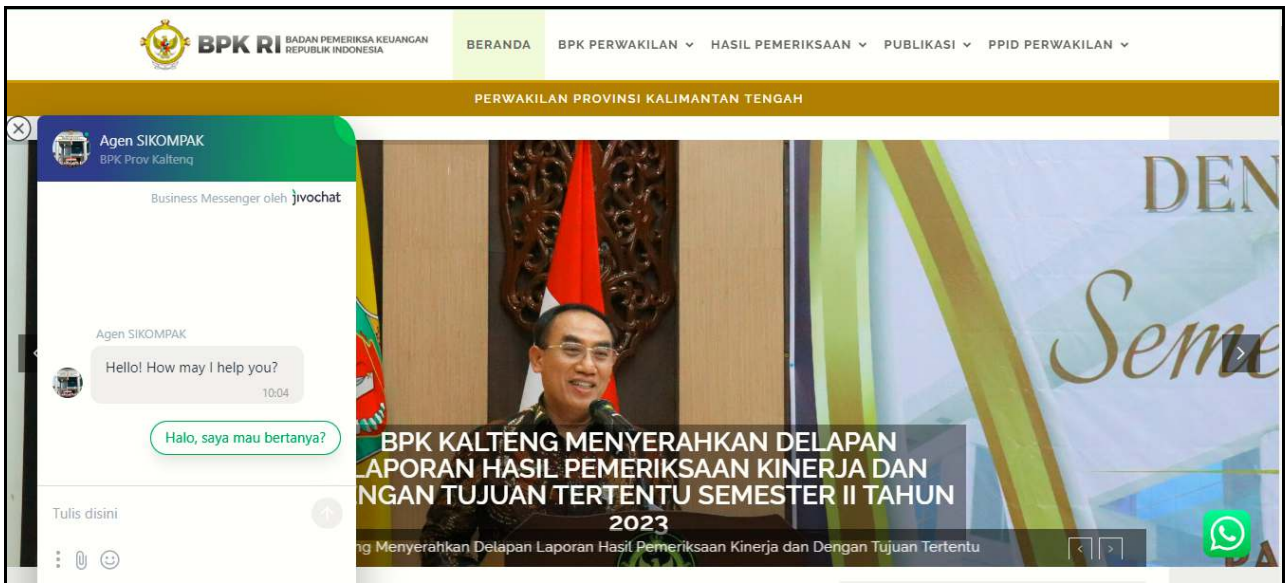 BPK RI
BADAN PEMERIKSA KEUANGAN
REPUBLIK INDONESIA
BERANDA
BPK PERWAKILAN
HASIL PEMERIKSAAN
PUBLIKASI
PPID PERWAKILAN
PERWAKILAN PROVINSI KALIMANTAN TENGAH
Agen SIKOMPAK
BPK Prov Kalteng
Business Messenger oleh jivochat
Agen SIKOMPAK
Hello! How may I help you?
10:04
Halo, saya mau bertanya?
Tulis disini
DEN
Seme
BPK KALTENG MENYERAHKAN DELAPAN
LAPORAN HASIL PEMERIKSAAN KINERJA DAN
NGAN TUJUAN TERTENTU SEMESTER II TAHUN
2023
ng Menyerahkan Delapan Laporan Hasil Pemeriksaan Kinerja dan Dengan Tujuan Tertentu